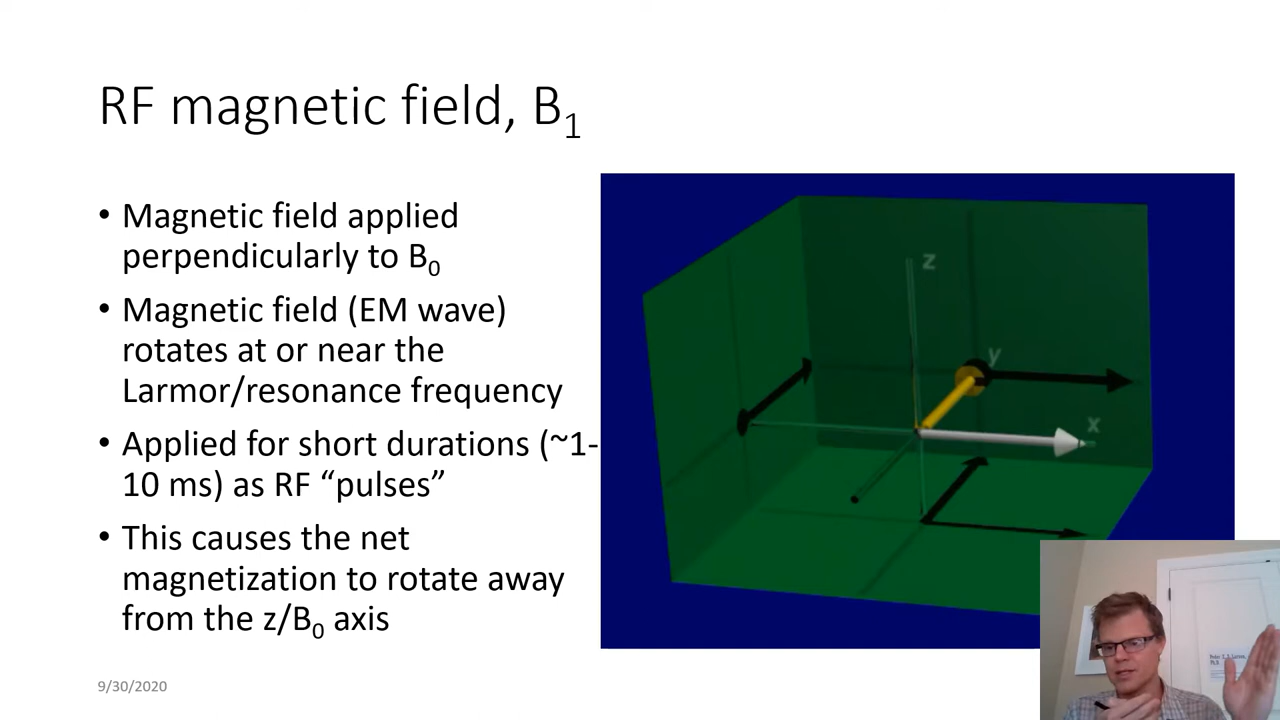 RF magnetic field, B₁
• Magnetic field applied
perpendicularly to B₀
• Magnetic field (EM wave)
rotates at or near the
Larmor/resonance frequency
• Applied for short durations (~1-
10 ms) as RF “pulses”
• This causes the net
magnetization to rotate away
from the z/B₀ axis
z
y
x
9/30/2020
Ph.D.